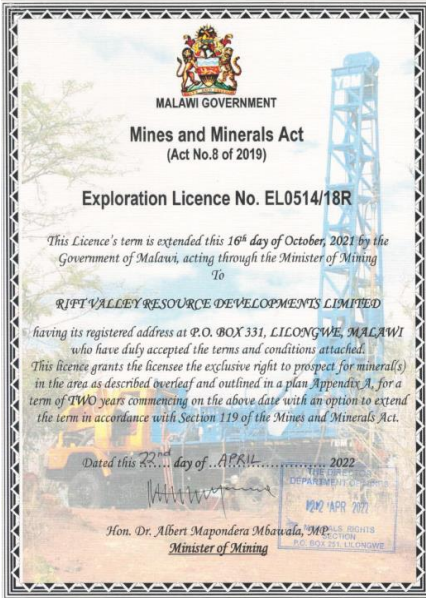 MALAWI GOVERNMENT
Mines and Minerals Act
(Act No.8 of 2019)
Exploration Licence No. EL0514/18R
This Licence's term is extended this 16th day of October, 2021 by the
Government of Malawi, acting through the Minister of Mining
To
RIFT VALLEY RESOURCE DEVELOPMENTS LIMITED
having its registered address at P.O. BOX 331, LILONGWE, MALAWI
who have duly accepted the terms and conditions attached.
This licence grants the licensee the exclusive right to prospect for mineral(s)
in the area as described overleaf and outlined in a plan Appendix A, for a
term of TWO years commencing on the above date with an option to extend
the term in accordance with Section 119 of the Mines and Minerals Act.
Dated this 22nd day of APRIL 2022
DEPARTMENT OF
APR
RIGHTS
SECTION
P.O. BOX 251, LILONGWE
Hon. Dr. Albert Mapondera Mbawala, MP.
Minister of Mining